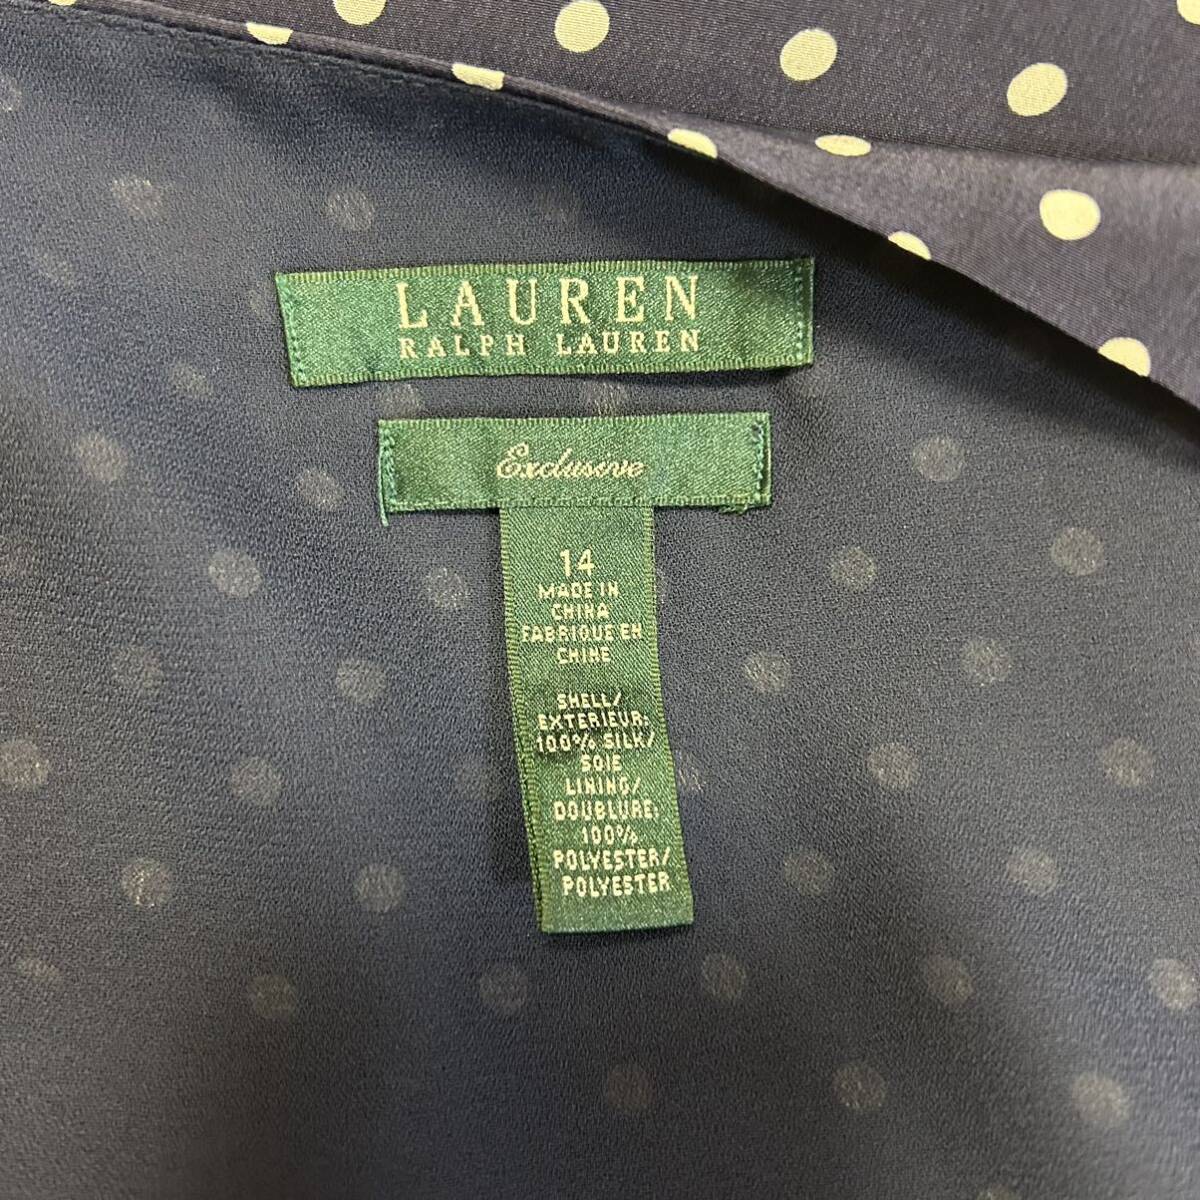 LAUREN
RALPH LAUREN
Exclusive
14
MADE IN
CHINA
FABRIQUE EN
CHINE
SHELL/
EXTERIEUR:
100% SILK/
SOIE
LINING/
DOUBLURE:
100%
POLYESTER/
POLYESTER